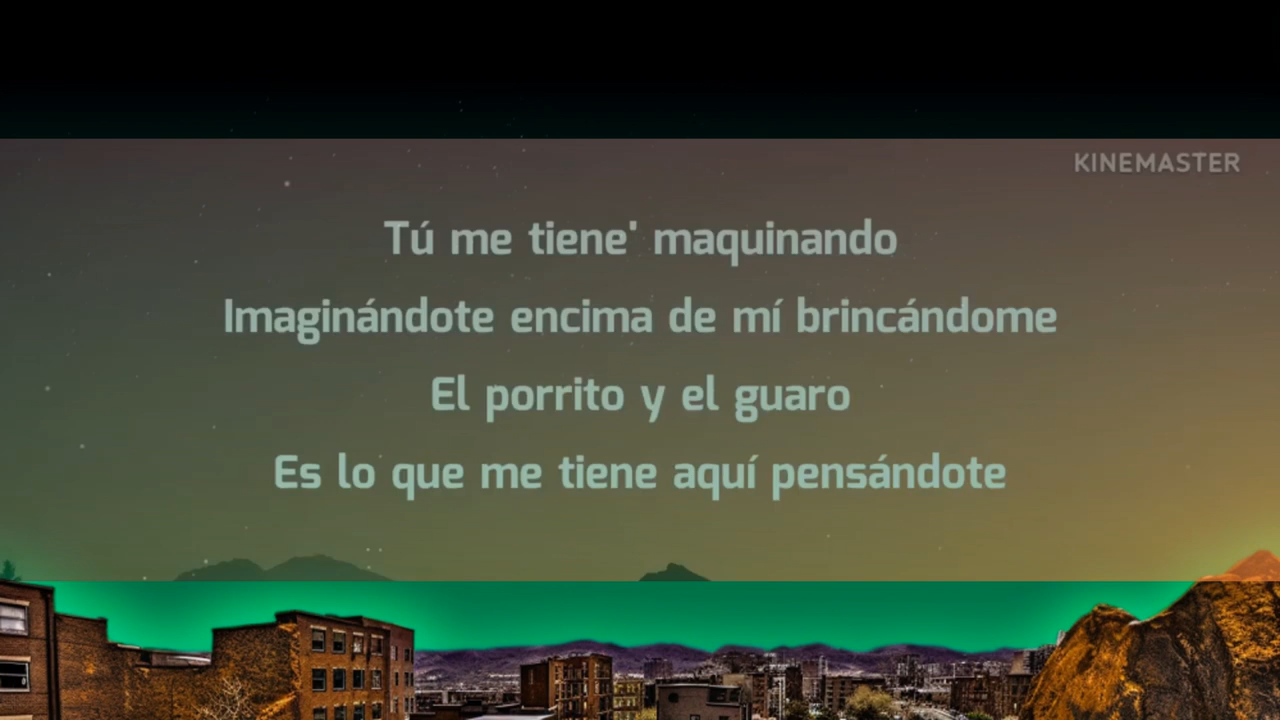 KINEMASTER
Tú me tiene' maquinando
Imaginándote encima de mí brincándome
El porrito y el guaro
Es lo que me tiene aquí pensándote